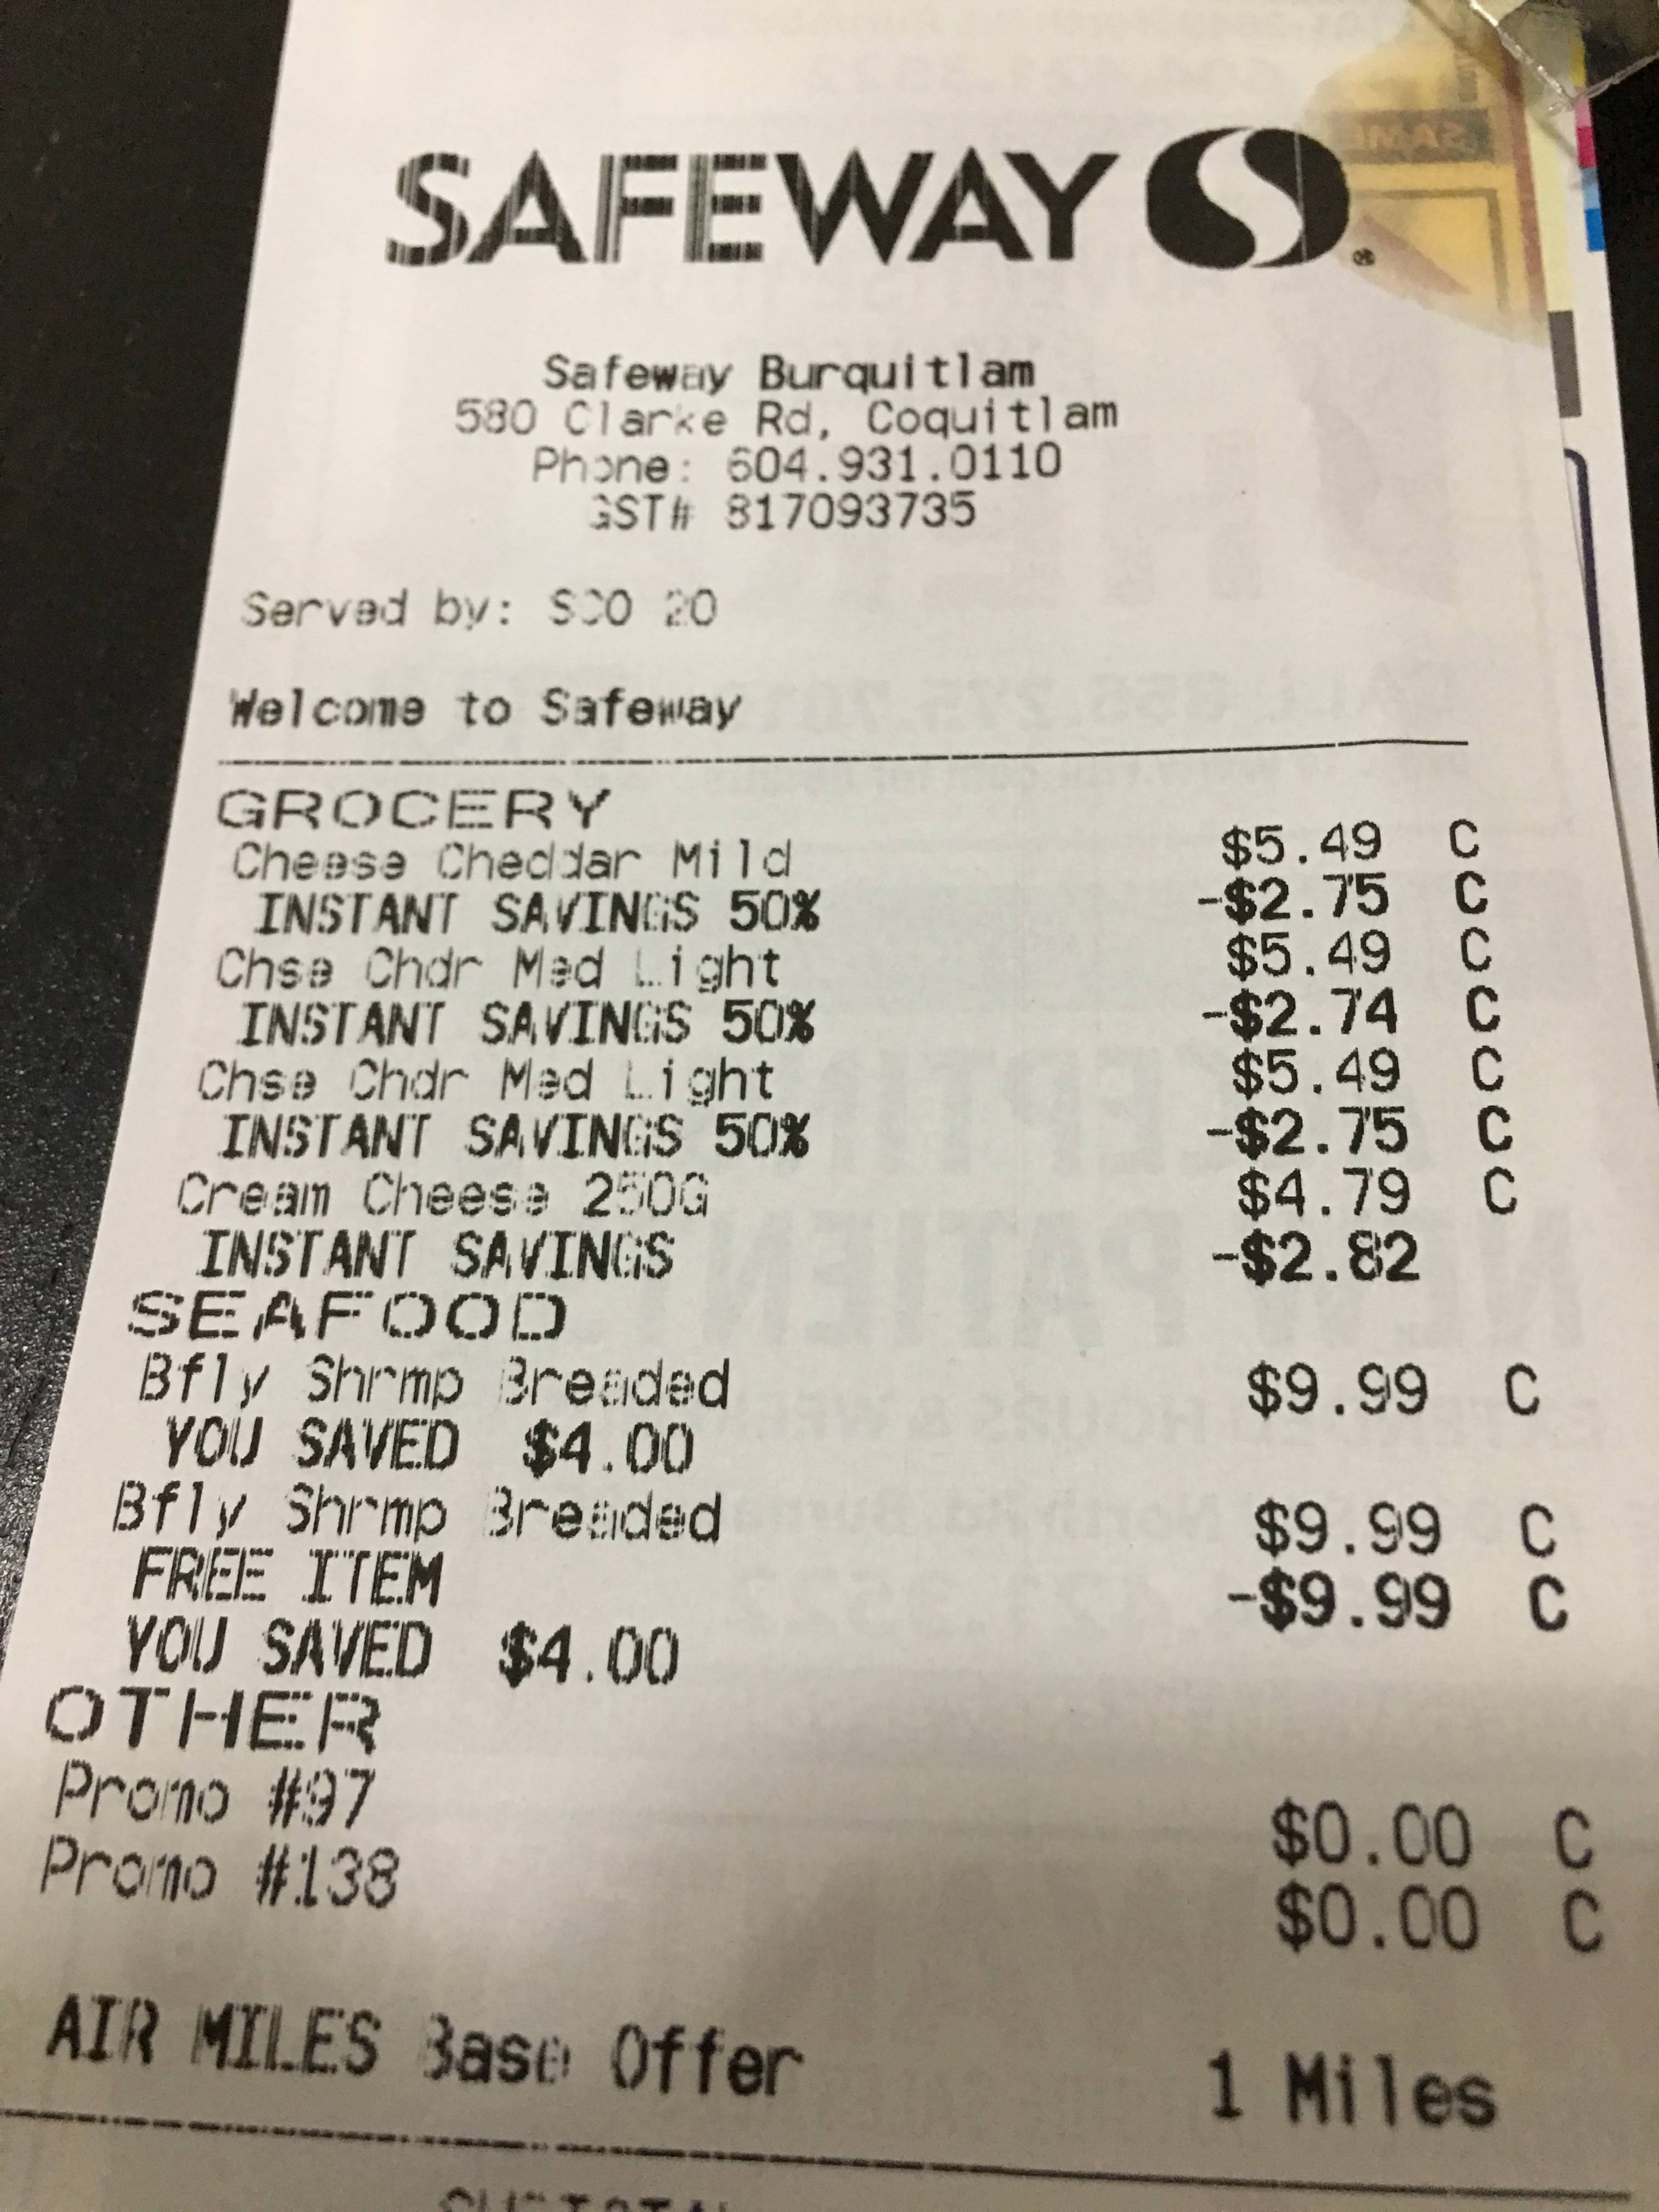 SAFEWAY
Safeway Burquitlam
580 Clarke Rd, Coquitlam
Phone: 604.931.0110
GST# 817093735
Served by: SCO 20
Welcome to Safeway
GROCERY
Cheese Cheddar Mild $5.49 C
INSTANT SAVINGS 50% -$2.75 C
Chse Chdr Med Light $5.49 C
INSTANT SAVINGS 50% -$2.74 C
Chse Chdr Med Light $5.49 C
INSTANT SAVINGS 50% -$2.75 C
Cream Cheese 250G $4.79 C
INSTANT SAVINGS -$2.82
SEAFOOD
Bfly Shrmp Breaded $9.99 C
YOU SAVED $4.00
Bfly Shrmp Breaded $9.99 C
FREE ITEM -$9.99 C
YOU SAVED $4.00
OTHER
Promo #97 $0.00 C
Promo #138 $0.00 C
AIR MILES Base Offer 1 Miles